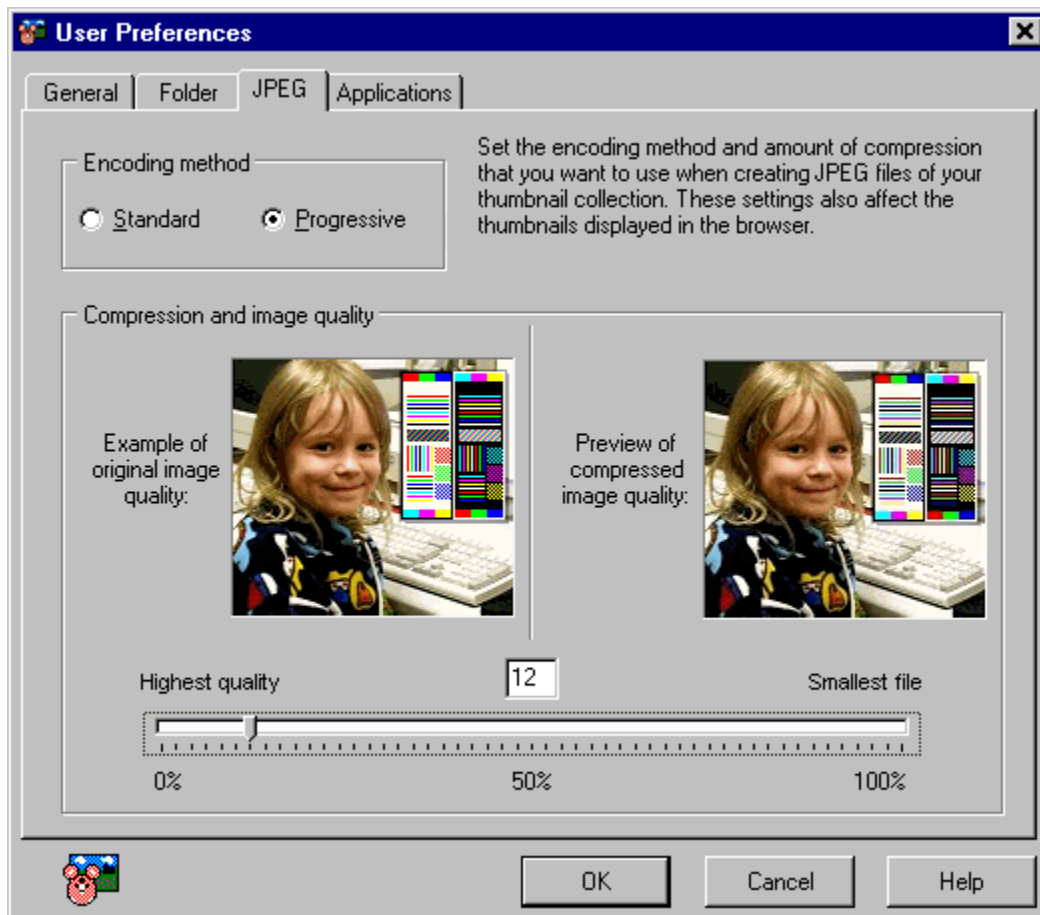 User Preferences
General Folder JPEG Applications
Encoding method
Standard Progressive
Set the encoding method and amount of compression
that you want to use when creating JPEG files of your
thumbnail collection. These settings also affect the
thumbnails displayed in the browser.
Compression and image quality
Example of
original image
quality:
Preview of
compressed
image quality:
Highest quality 12 Smallest file
0% 50% 100%
OK Cancel Help